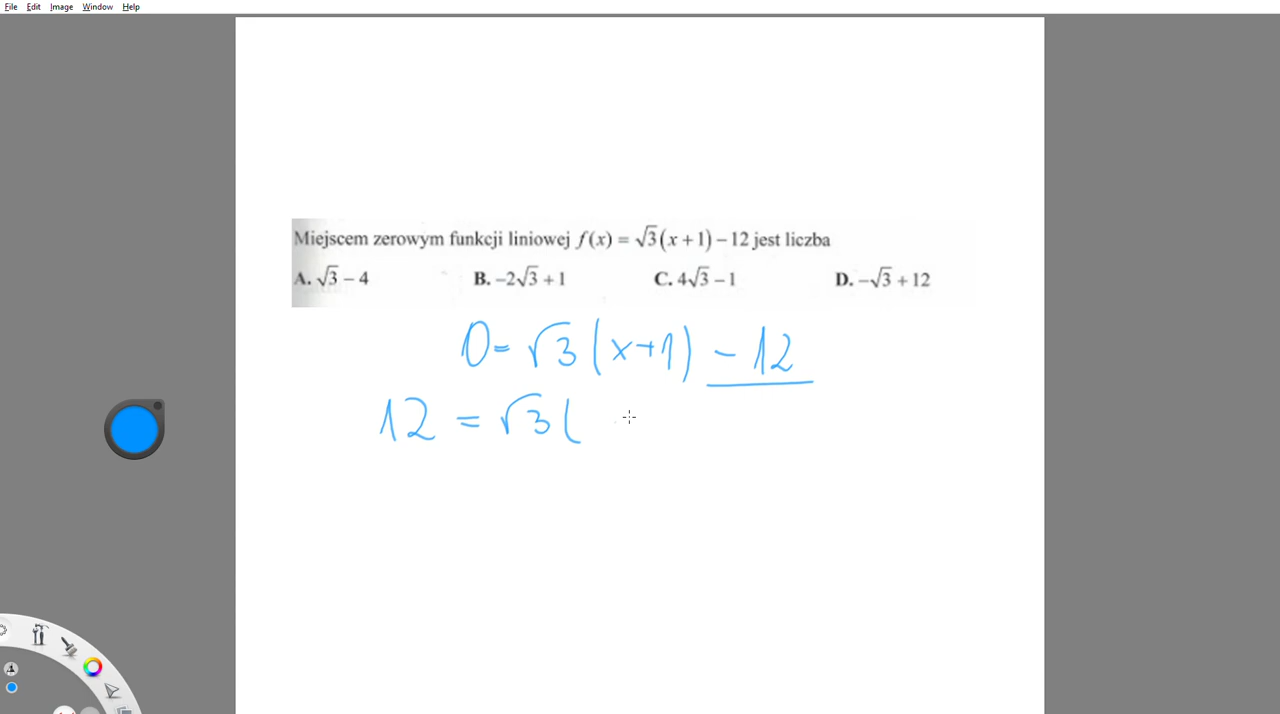 File Edit Image Window Help
Miejscem zerowym funkcji liniowej f(x) = √3(x + 1) − 12 jest liczba
A. √3 − 4 B. −2√3 + 1 C. 4√3 − 1 D. −√3 + 12
0 = √3 (x+1) − 12
12 = √3 (